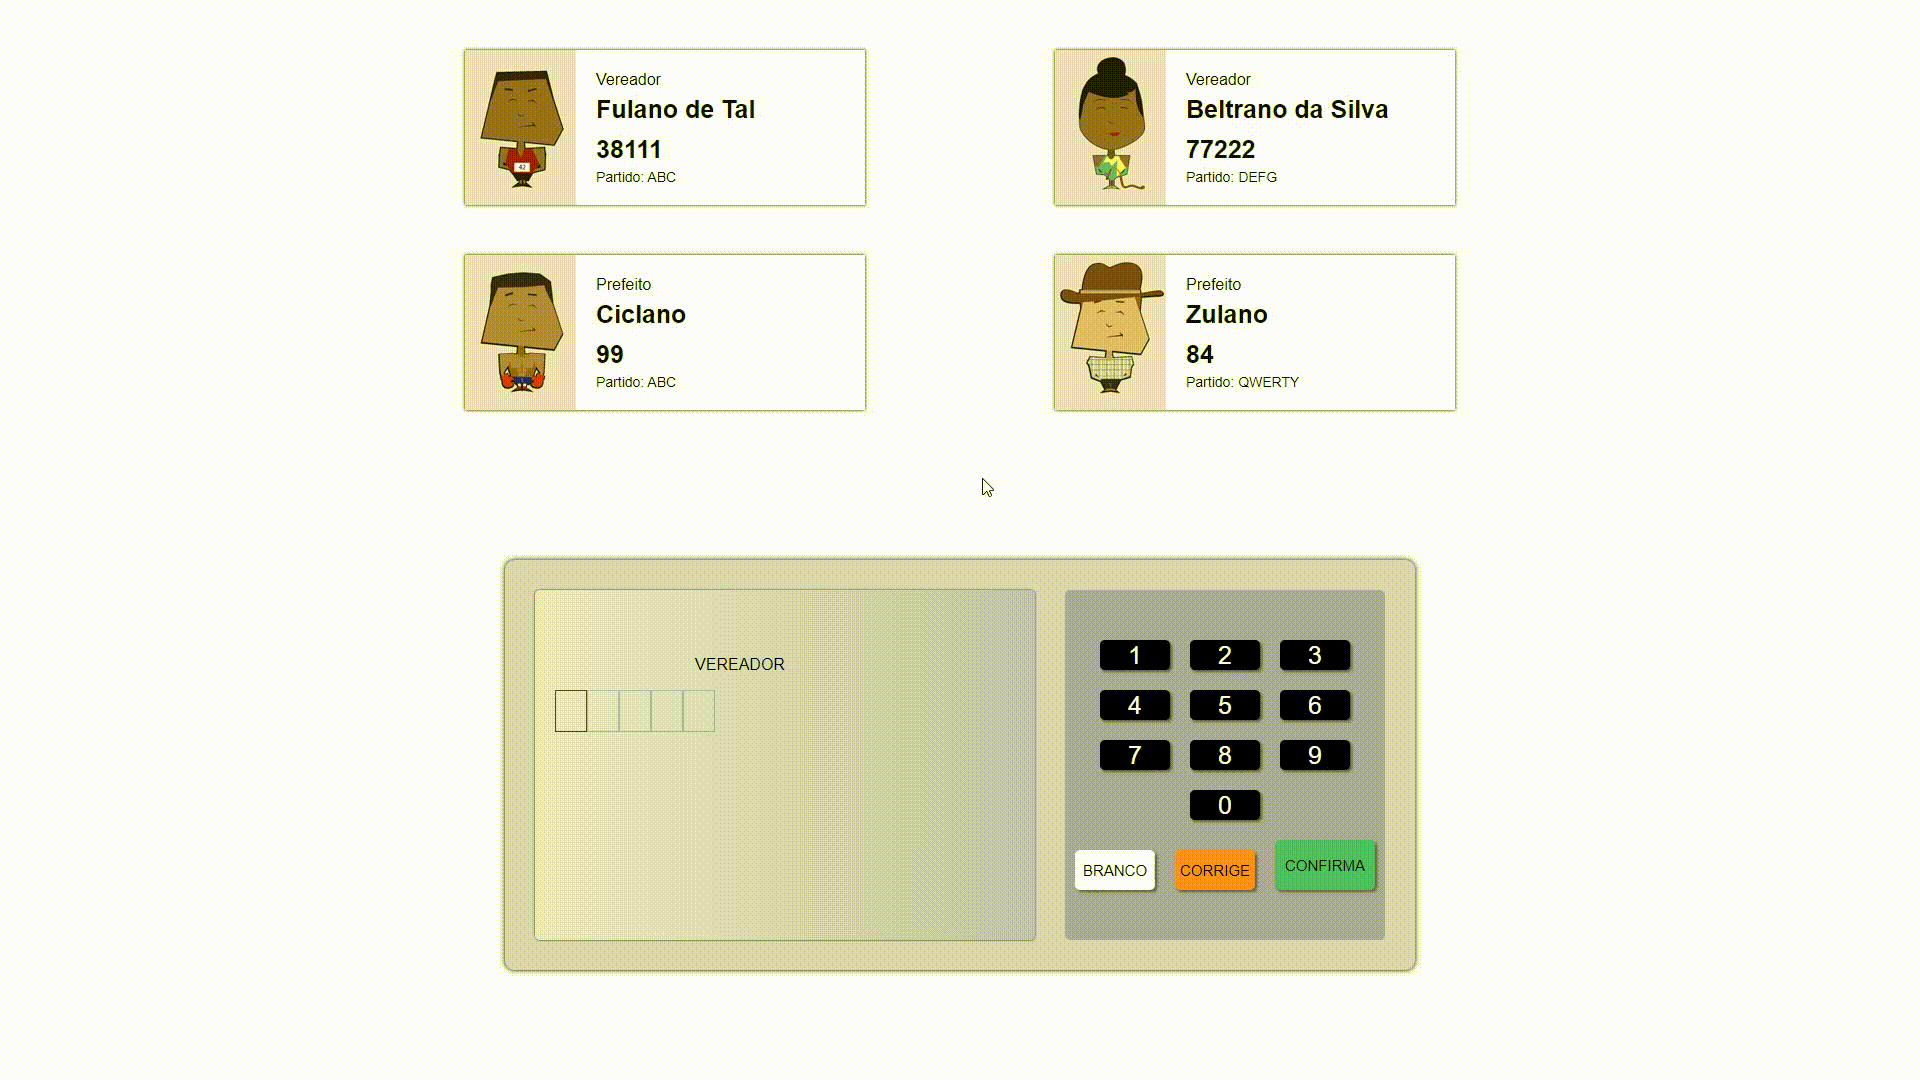 Vereador
Fulano de Tal
38111
Partido: ABC
Vereador
Beltrano da Silva
77222
Partido: DEFG
Prefeito
Ciclano
99
Partido: ABC
Prefeito
Zulano
84
Partido: QWERTY
42
VEREADOR
1 2 3
4 5 6
7 8 9
0
BRANCO CORRIGE CONFIRMA